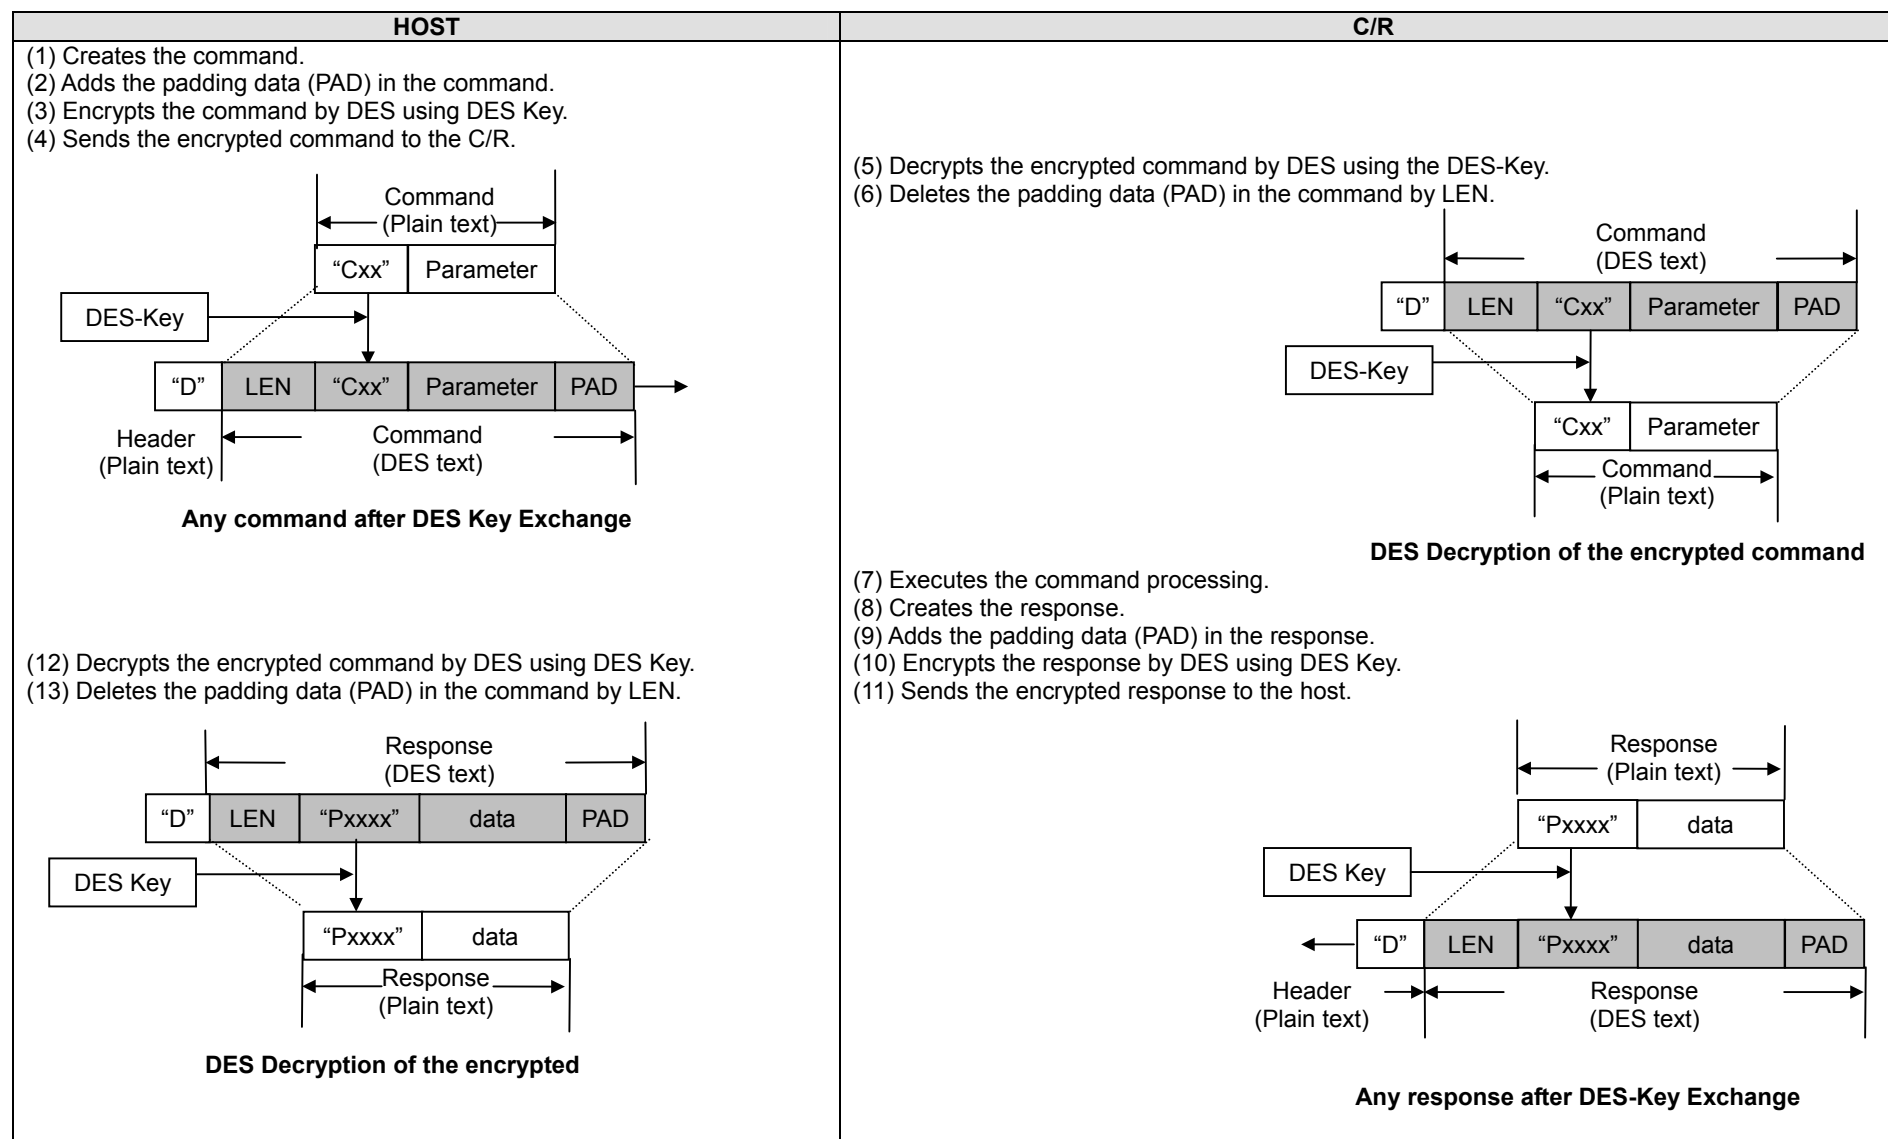 HOST
(1) Creates the command.
(2) Adds the padding data (PAD) in the command.
(3) Encrypts the command by DES using DES Key.
(4) Sends the encrypted command to the C/R.
Command
(Plain text)
“Cxx” Parameter
DES-Key
“D” LEN “Cxx” Parameter PAD
Header
(Plain text)
Command
(DES text)
Any command after DES Key Exchange
(12) Decrypts the encrypted command by DES using DES Key.
(13) Deletes the padding data (PAD) in the command by LEN.
Response
(DES text)
“D” LEN “Pxxxx” data PAD
DES Key
“Pxxxx” data
Response
(Plain text)
DES Decryption of the encrypted
C/R
(5) Decrypts the encrypted command by DES using the DES-Key.
(6) Deletes the padding data (PAD) in the command by LEN.
Command
(DES text)
“D” LEN “Cxx” Parameter PAD
DES-Key
“Cxx” Parameter
Command
(Plain text)
DES Decryption of the encrypted command
(7) Executes the command processing.
(8) Creates the response.
(9) Adds the padding data (PAD) in the response.
(10) Encrypts the response by DES using DES Key.
(11) Sends the encrypted response to the host.
Response
(Plain text)
“Pxxxx” data
DES Key
“D” LEN “Pxxxx” data PAD
Header
(Plain text)
Response
(DES text)
Any response after DES-Key Exchange